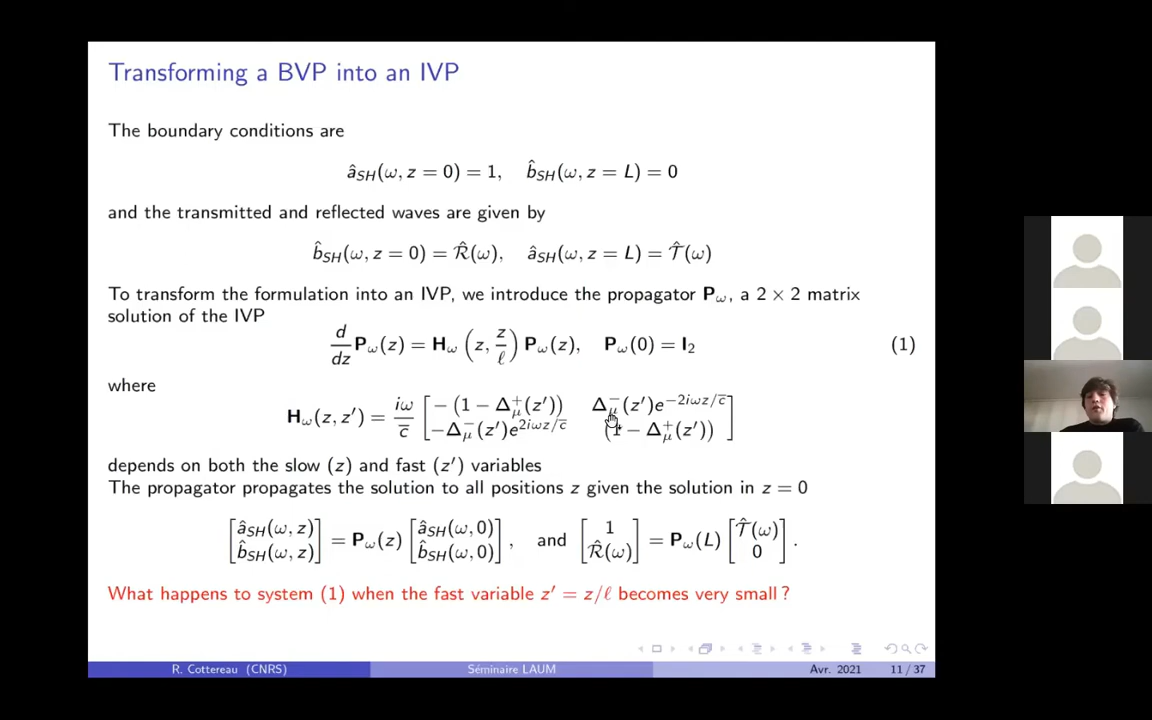 Transforming a BVP into an IVP
The boundary conditions are
â_SH(ω, z = 0) = 1,   b̂_SH(ω, z = L) = 0
and the transmitted and reflected waves are given by
b̂_SH(ω, z = 0) = R̂(ω),   â_SH(ω, z = L) = T̂(ω)
To transform the formulation into an IVP, we introduce the propagator P_ω, a 2 × 2 matrix
solution of the IVP
d/dz P_ω(z) = H_ω (z, z/ℓ) P_ω(z),   P_ω(0) = I₂   (1)
where
H_ω(z, z′) = iω/c̄ [ −(1 − Δ_μ^+(z′))   Δ_μ^−(z′)e^{−2iωz/c̄} ; −Δ_μ^−(z′)e^{2iωz/c̄}   (1 − Δ_μ^+(z′)) ]
depends on both the slow (z) and fast (z′) variables
The propagator propagates the solution to all positions z given the solution in z = 0
[ â_SH(ω, z) ; b̂_SH(ω, z) ] = P_ω(z) [ â_SH(ω, 0) ; b̂_SH(ω, 0) ],   and   [ 1 ; R̂(ω) ] = P_ω(L) [ T̂(ω) ; 0 ].
What happens to system (1) when the fast variable z′ = z/ℓ becomes very small ?
R. Cottereau (CNRS)   Séminaire LAUM   Avr. 2021   11 / 37